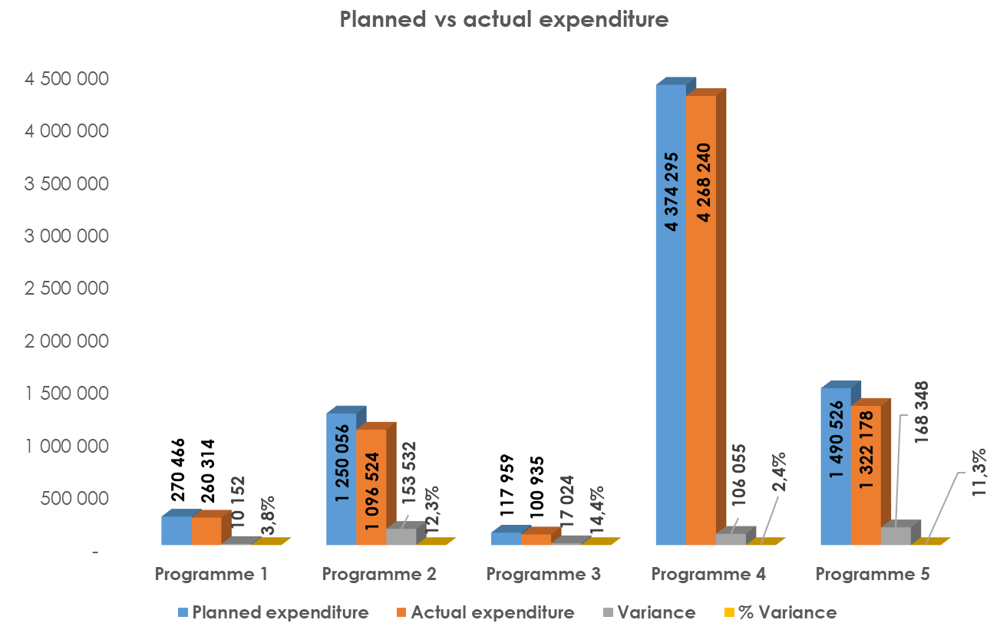 Planned vs actual expenditure
4 500 000
4 000 000
3 500 000
3 000 000
2 500 000
2 000 000
1 500 000
1 000 000
500 000
-
270 466
260 314
10 152
3,8%
1 250 056
1 096 524
153 532
12,3%
117 959
100 935
17 024
14,4%
4 374 295
4 268 240
106 055
2,4%
1 490 526
1 322 178
168 348
11,3%
Programme 1
Programme 2
Programme 3
Programme 4
Programme 5
Planned expenditure
Actual expenditure
Variance
% Variance